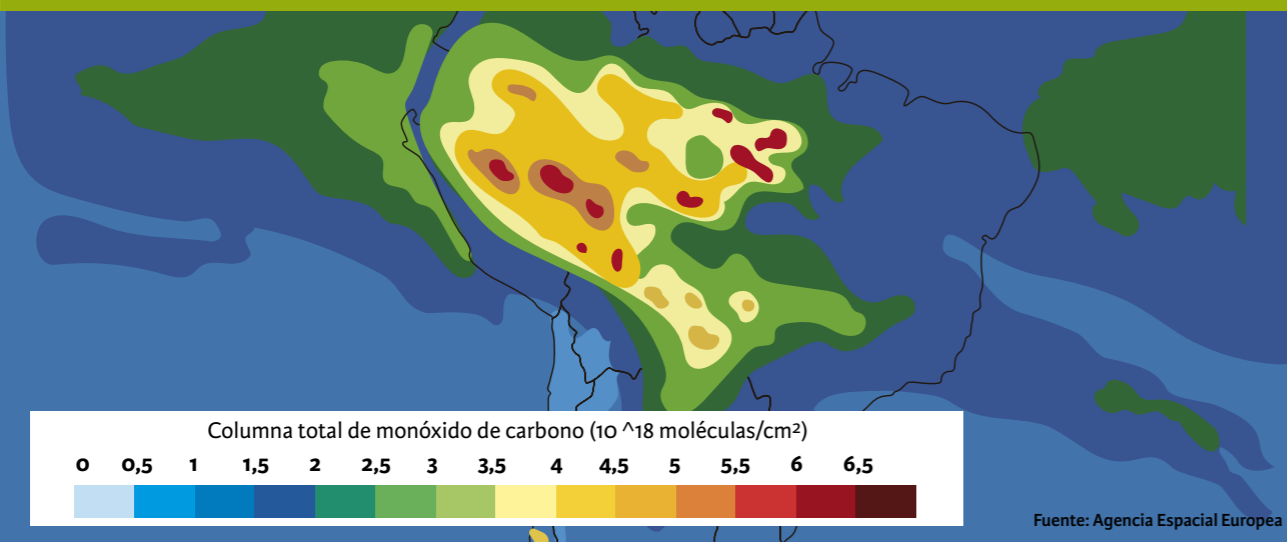 Columna total de monóxido de carbono (10 ^18 moléculas/cm²)
0 0,5 1 1,5 2 2,5 3 3,5 4 4,5 5 5,5 6 6,5
Fuente: Agencia Espacial Europea